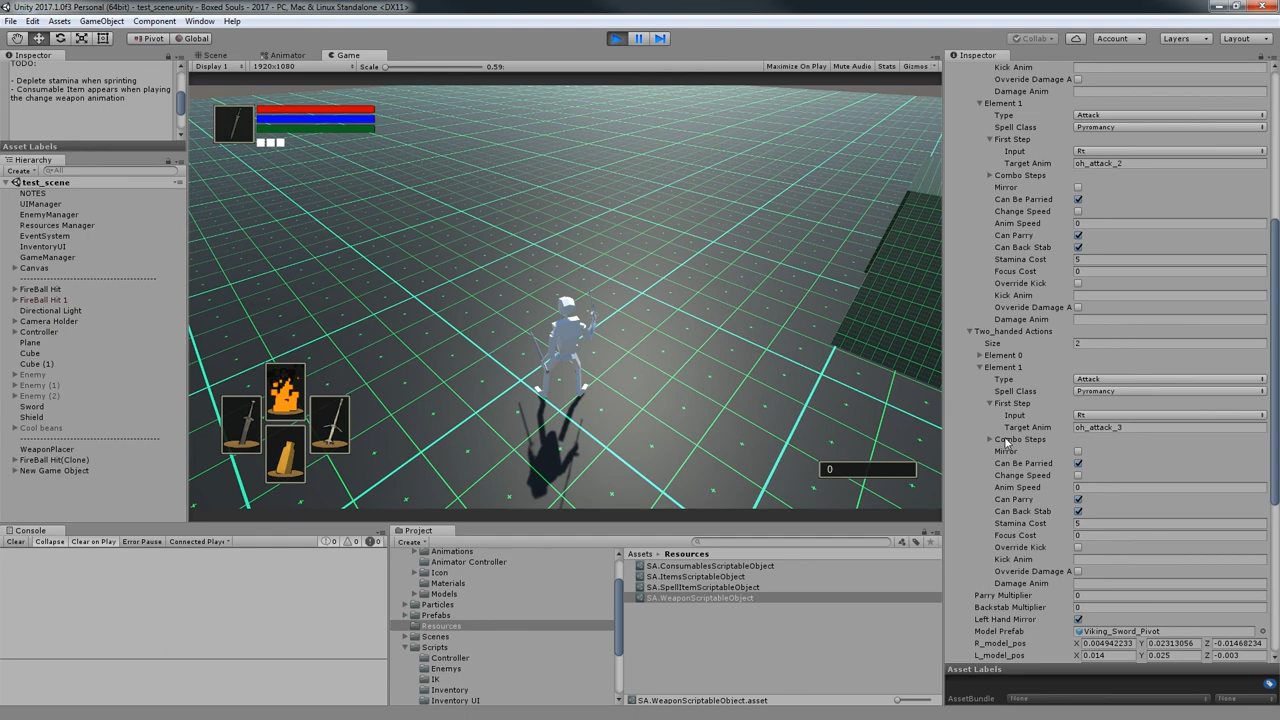 Unity 2017.1.0f3 Personal (64bit) - test_scene.unity - Boxed Souls - 2017 - PC, Mac & Linux Standalone <DX11>
File Edit Assets GameObject Component Window Help
Pivot Global Collab Account Layers Layout
Inspector
TODO:
- Deplete stamina when sprinting
- Consumable Item appears when playing
the change weapon animation
Asset Labels
Hierarchy
Create All
test_scene
NOTES
UIManager
EnemyManager
Resources Manager
EventSystem
InventoryUI
GameManager
Canvas
FireBall Hit
FireBall Hit 1
Directional Light
Camera Holder
Controller
Plane
Cube
Cube (1)
Enemy
Enemy (1)
Enemy (2)
Sword
Shield
Cool beans
WeaponPlacer
FireBall Hit(Clone)
New Game Object
Scene Animator Game
Display 1 1920x1080 Scale 0.59: Maximize On Play Mute Audio Stats Gizmos
0
Console
Clear Collapse Clear on Play Error Pause Connected Play 0 0 0
Project
Create
Animations
Animator Controller
Icon
Materials
Models
Particles
Prefabs
Resources
Scenes
Scripts
Controller
Enemys
IK
Inventory
Inventory UI
Assets Resources
SA.ConsumablesScriptableObject
SA.ItemsScriptableObject
SA.SpellItemScriptableObject
SA.WeaponScriptableObject
SA.WeaponScriptableObject.asset
Inspector
Kick Anim
Ovveride Damage A
Damage Anim
Element 1
Type Attack
Spell Class Pyromancy
First Step
Input Rt
Target Anim oh_attack_2
Combo Steps
Mirror
Can Be Parried
Change Speed
Anim Speed 0
Can Parry
Can Back Stab
Stamina Cost 5
Focus Cost 0
Override Kick
Kick Anim
Ovveride Damage A
Damage Anim
Two_handed Actions
Size 2
Element 0
Element 1
Type Attack
Spell Class Pyromancy
First Step
Input Rt
Target Anim oh_attack_3
Combo Steps
Mirror
Can Be Parried
Change Speed
Anim Speed 0
Can Parry
Can Back Stab
Stamina Cost 5
Focus Cost 0
Override Kick
Kick Anim
Ovveride Damage A
Damage Anim
Parry Multiplier 0
Backstab Multiplier 0
Left Hand Mirror
Model Prefab Viking_Sword_Pivot
R_model_pos X 0.004942233 Y 0.02313056 Z -0.01468234
L_model_pos X 0.014 Y 0.025 Z -0.003
Asset Labels
AssetBundle None None